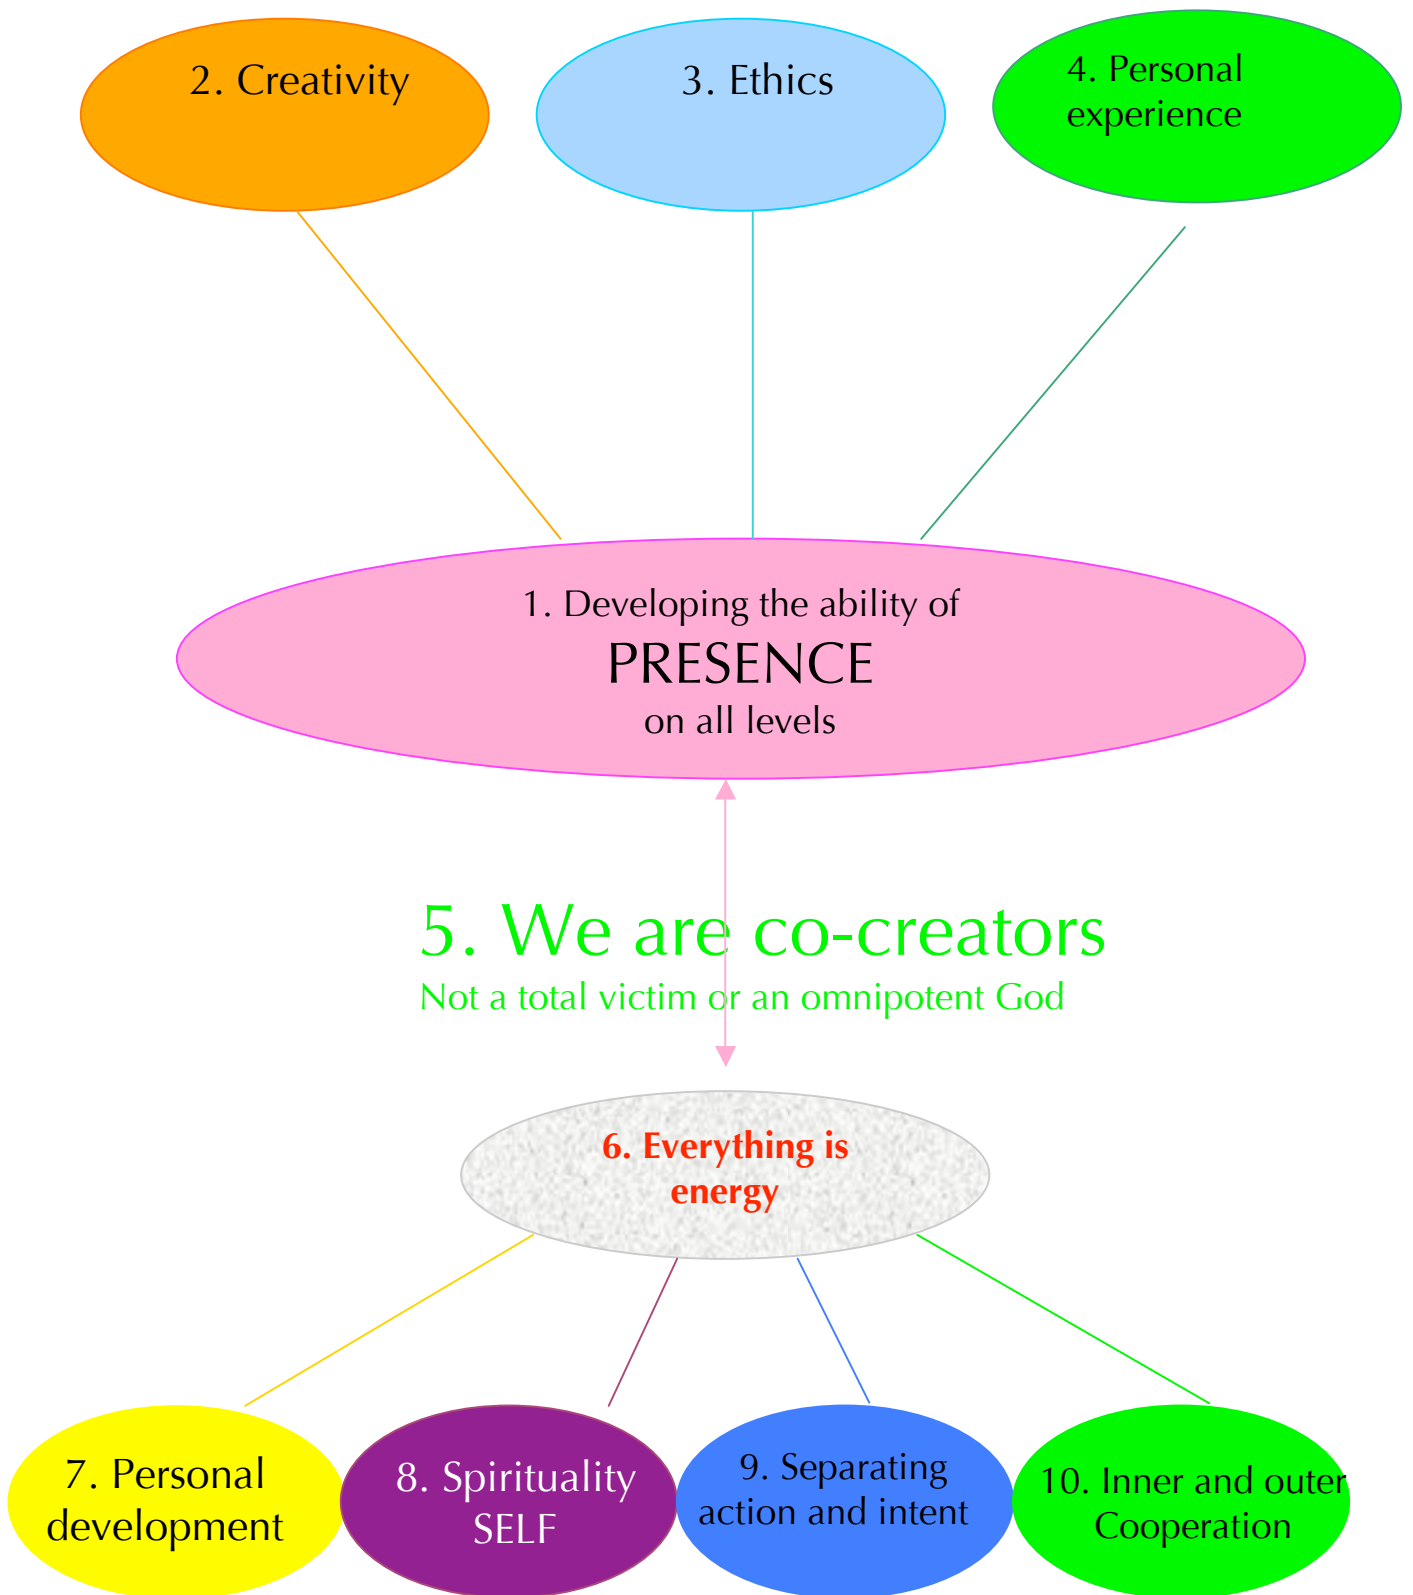 2. Creativity
3. Ethics
4. Personal
experience
1. Developing the ability of
PRESENCE
on all levels
5. We are co-creators
Not a total victim or an omnipotent God
6. Everything is
energy
7. Personal
development
8. Spirituality
SELF
9. Separating
action and intent
10. Inner and outer
Cooperation